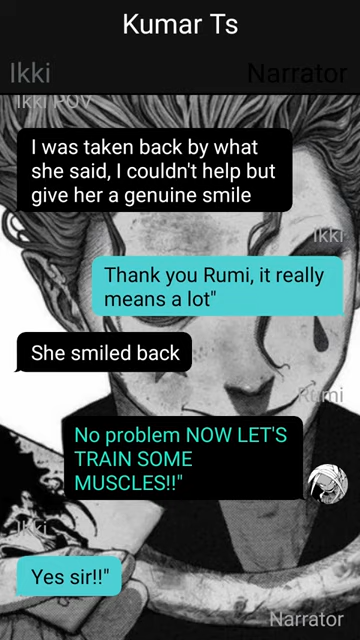 Kumar Ts
Ikki
Narrator
Ikki POV
I was taken back by what
she said, I couldn't help but
give her a genuine smile
Ikki
Thank you Rumi, it really
means a lot"
She smiled back
Rumi
No problem NOW LET'S
TRAIN SOME
MUSCLES!!"
Ikki
Yes sir!!"
Narrator